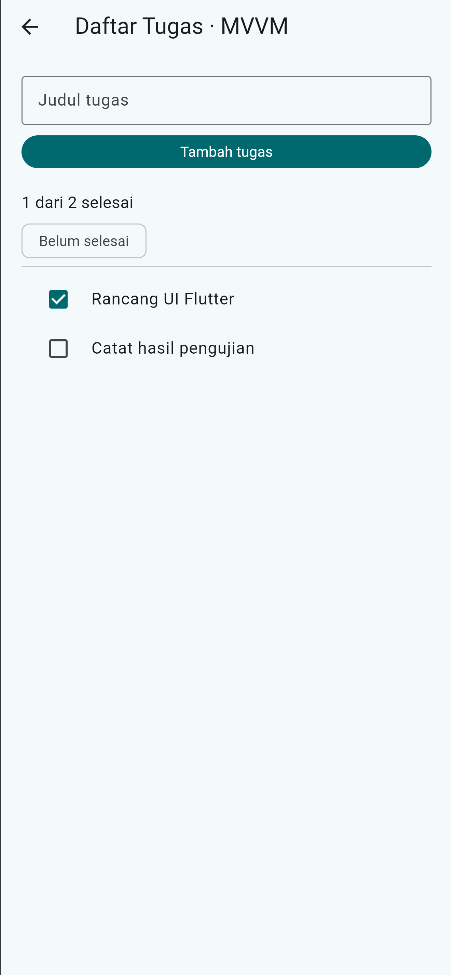 Daftar Tugas · MVVM
Judul tugas
Tambah tugas
1 dari 2 selesai
Belum selesai
Rancang UI Flutter
Catat hasil pengujian